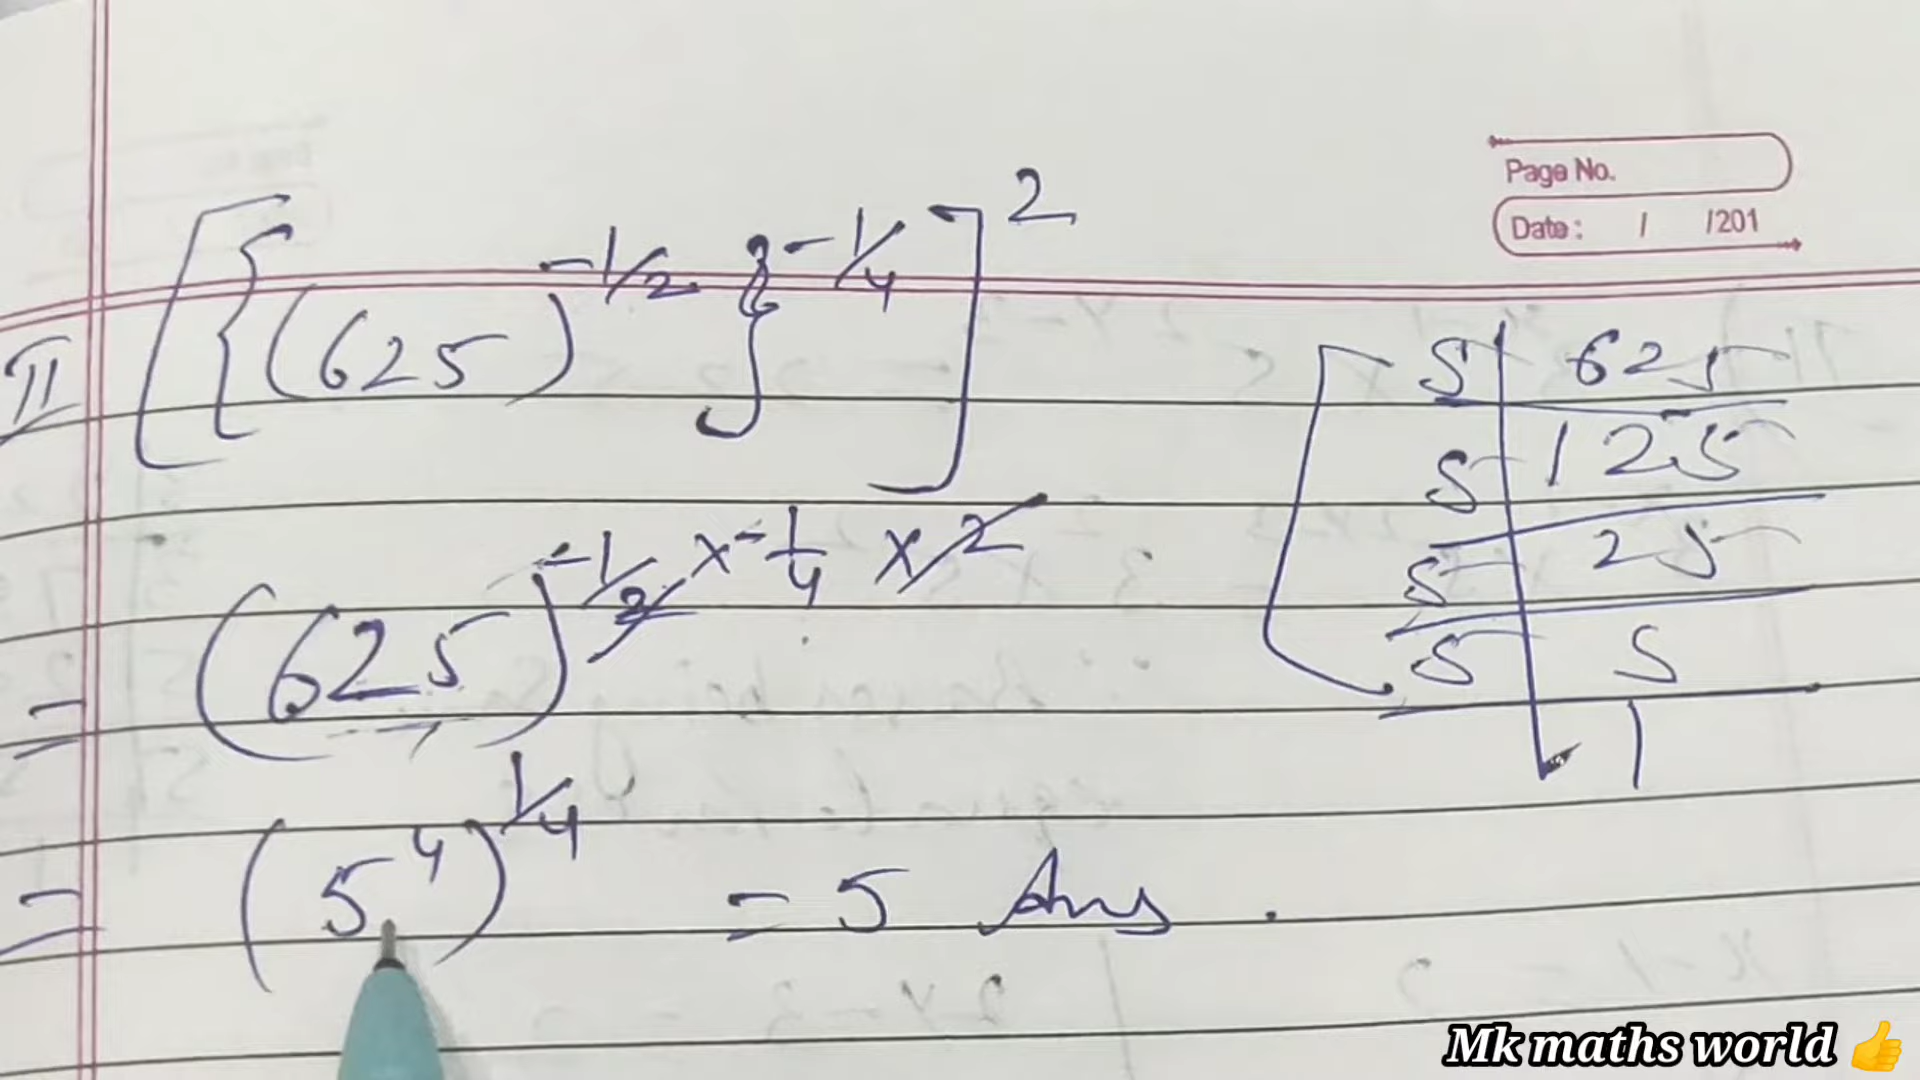 Page No.
Date: / /201
II [{(625)^-1/2}^-1/4]^2
= (625)^-1/2 × -1/4 × 2
= (5^4)^1/4 = 5 Ans.
5 | 625
5 | 125
5 | 25
5 | 5
1
Mk maths world 👍